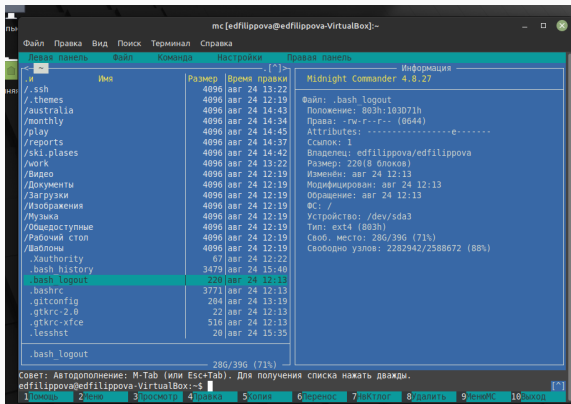 mc [edfilippova@edfilippova-VirtualBox]:~
Файл Правка Вид Поиск Терминал Справка
Левая панель Файл Команда Настройки Правая панель
<─ ~ .[^]> Информация
.и Имя Размер Время правки Midnight Commander 4.8.27
/.ssh 4096 авг 24 13:22
/.themes 4096 авг 24 12:19 Файл: .bash_logout
/australia 4096 авг 24 14:43 Положение: 803h:103D71h
/monthly 4096 авг 24 14:34 Права: -rw-r--r-- (0644)
/play 4096 авг 24 14:45 Attributes: -----------------e-------
/reports 4096 авг 24 14:37 Ссылок: 1
/ski.plases 4096 авг 24 14:42 Владелец: edfilippova/edfilippova
/work 4096 авг 24 13:22 Размер: 220(8 блоков)
/Видео 4096 авг 24 12:19 Изменён: авг 24 12:13
/Документы 4096 авг 24 12:19 Модифицирован: авг 24 12:13
/Загрузки 4096 авг 24 12:19 Обращение: авг 24 12:13
/Изображения 4096 авг 24 12:19 ФС: /
/Музыка 4096 авг 24 12:19 Устройство: /dev/sda3
/Общедоступные 4096 авг 24 12:19 Тип: ext4 (803h)
/Рабочий стол 4096 авг 24 12:19 Своб. место: 28G/39G (71%)
/Шаблоны 4096 авг 24 12:19 Свободно узлов: 2282942/2588672 (88%)
.Xauthority 67 авг 24 12:22
.bash_history 3479 авг 24 15:40
.bash_logout 220 авг 24 12:13
.bashrc 3771 авг 24 12:13
.gitconfig 204 авг 24 13:19
.gtkrc-2.0 22 авг 24 12:13
.gtkrc-xfce 516 авг 24 12:13
.lesshst 20 авг 24 15:35
.bash_logout
28G/39G (71%)
Совет: Автодополнение: M-Tab (или Esc+Tab). Для получения списка нажать дважды.
edfilippova@edfilippova-VirtualBox:~$ [^]
1Помощь 2Меню 3Просмотр 4Правка 5Копия 6Перенос 7НвКтлог 8Удалить 9МенюMC 10Выход